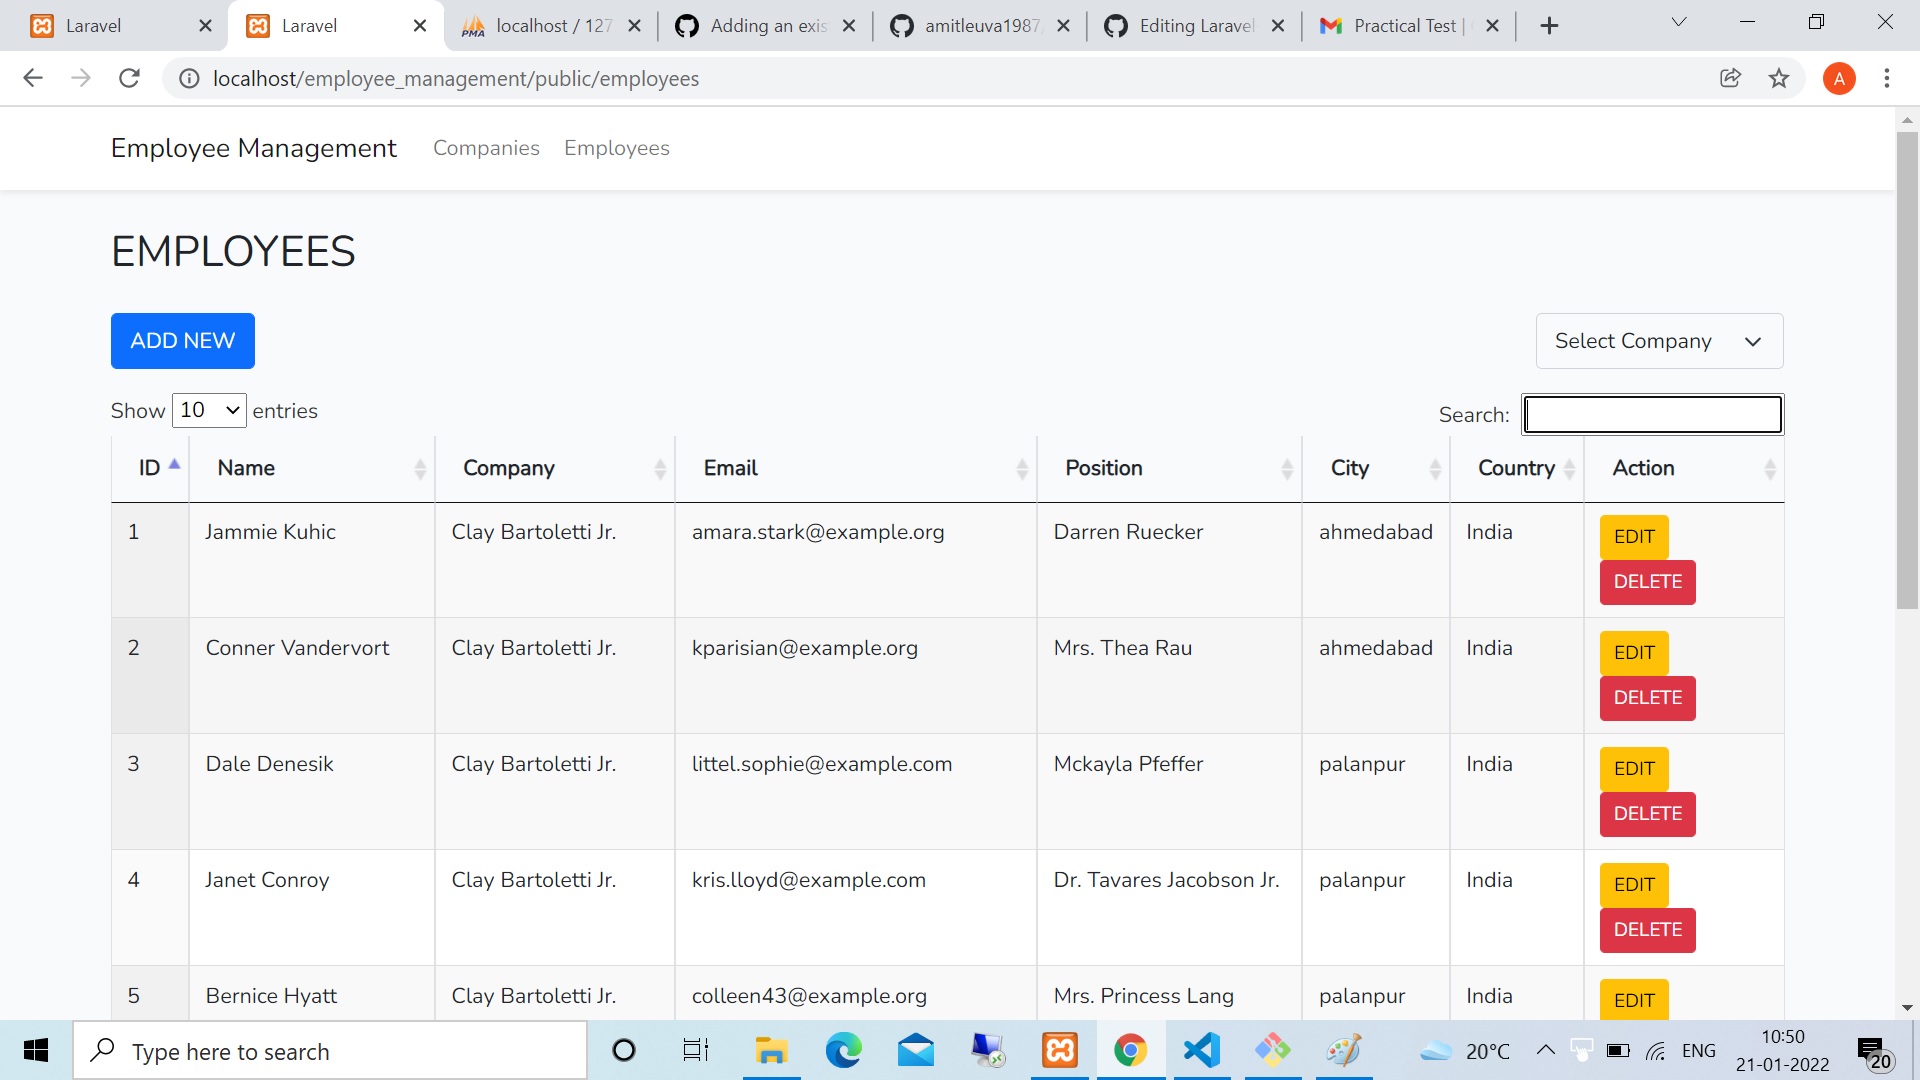 Laravel
Laravel
localhost / 127
Adding an exis
amitleuva1987
Editing Laravel
Practical Test |
localhost/employee_management/public/employees
A
Employee Management Companies Employees
EMPLOYEES
ADD NEW
Select Company
Show 10 entries
Search:
ID Name Company Email Position City Country Action
1 Jammie Kuhic Clay Bartoletti Jr. amara.stark@example.org Darren Ruecker ahmedabad India EDIT
DELETE
2 Conner Vandervort Clay Bartoletti Jr. kparisian@example.org Mrs. Thea Rau ahmedabad India EDIT
DELETE
3 Dale Denesik Clay Bartoletti Jr. littel.sophie@example.com Mckayla Pfeffer palanpur India EDIT
DELETE
4 Janet Conroy Clay Bartoletti Jr. kris.lloyd@example.com Dr. Tavares Jacobson Jr. palanpur India EDIT
DELETE
5 Bernice Hyatt Clay Bartoletti Jr. colleen43@example.org Mrs. Princess Lang palanpur India EDIT
Type here to search
20°C
ENG
10:50
21-01-2022
20